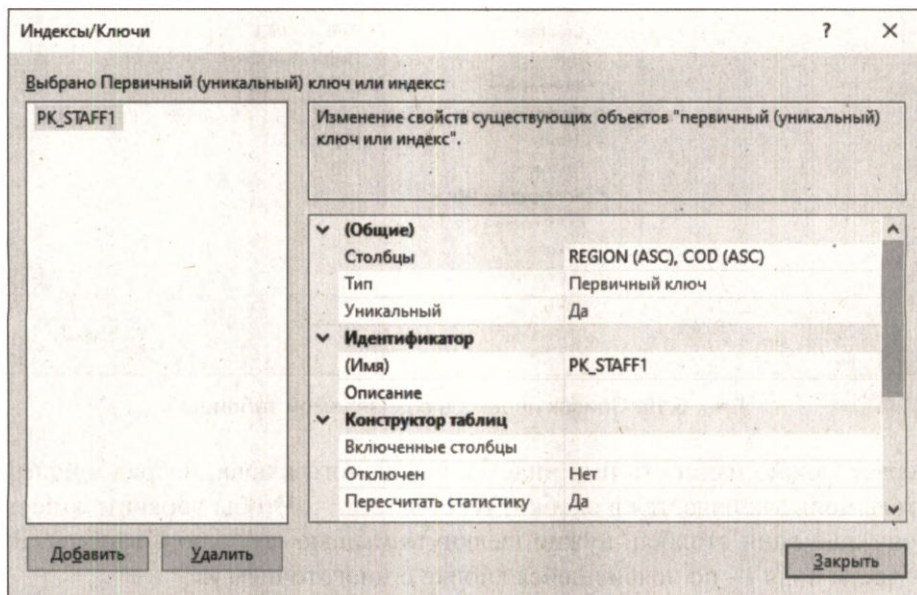 Индексы/Ключи ? ×
Выбрано Первичный (уникальный) ключ или индекс:
PK_STAFF1
Изменение свойств существующих объектов "первичный (уникальный)
ключ или индекс".
(Общие)
Столбцы REGION (ASC), COD (ASC)
Тип Первичный ключ
Уникальный Да
Идентификатор
(Имя) PK_STAFF1
Описание
Конструктор таблиц
Включенные столбцы
Отключен Нет
Пересчитать статистику Да
Добавить Удалить Закрыть